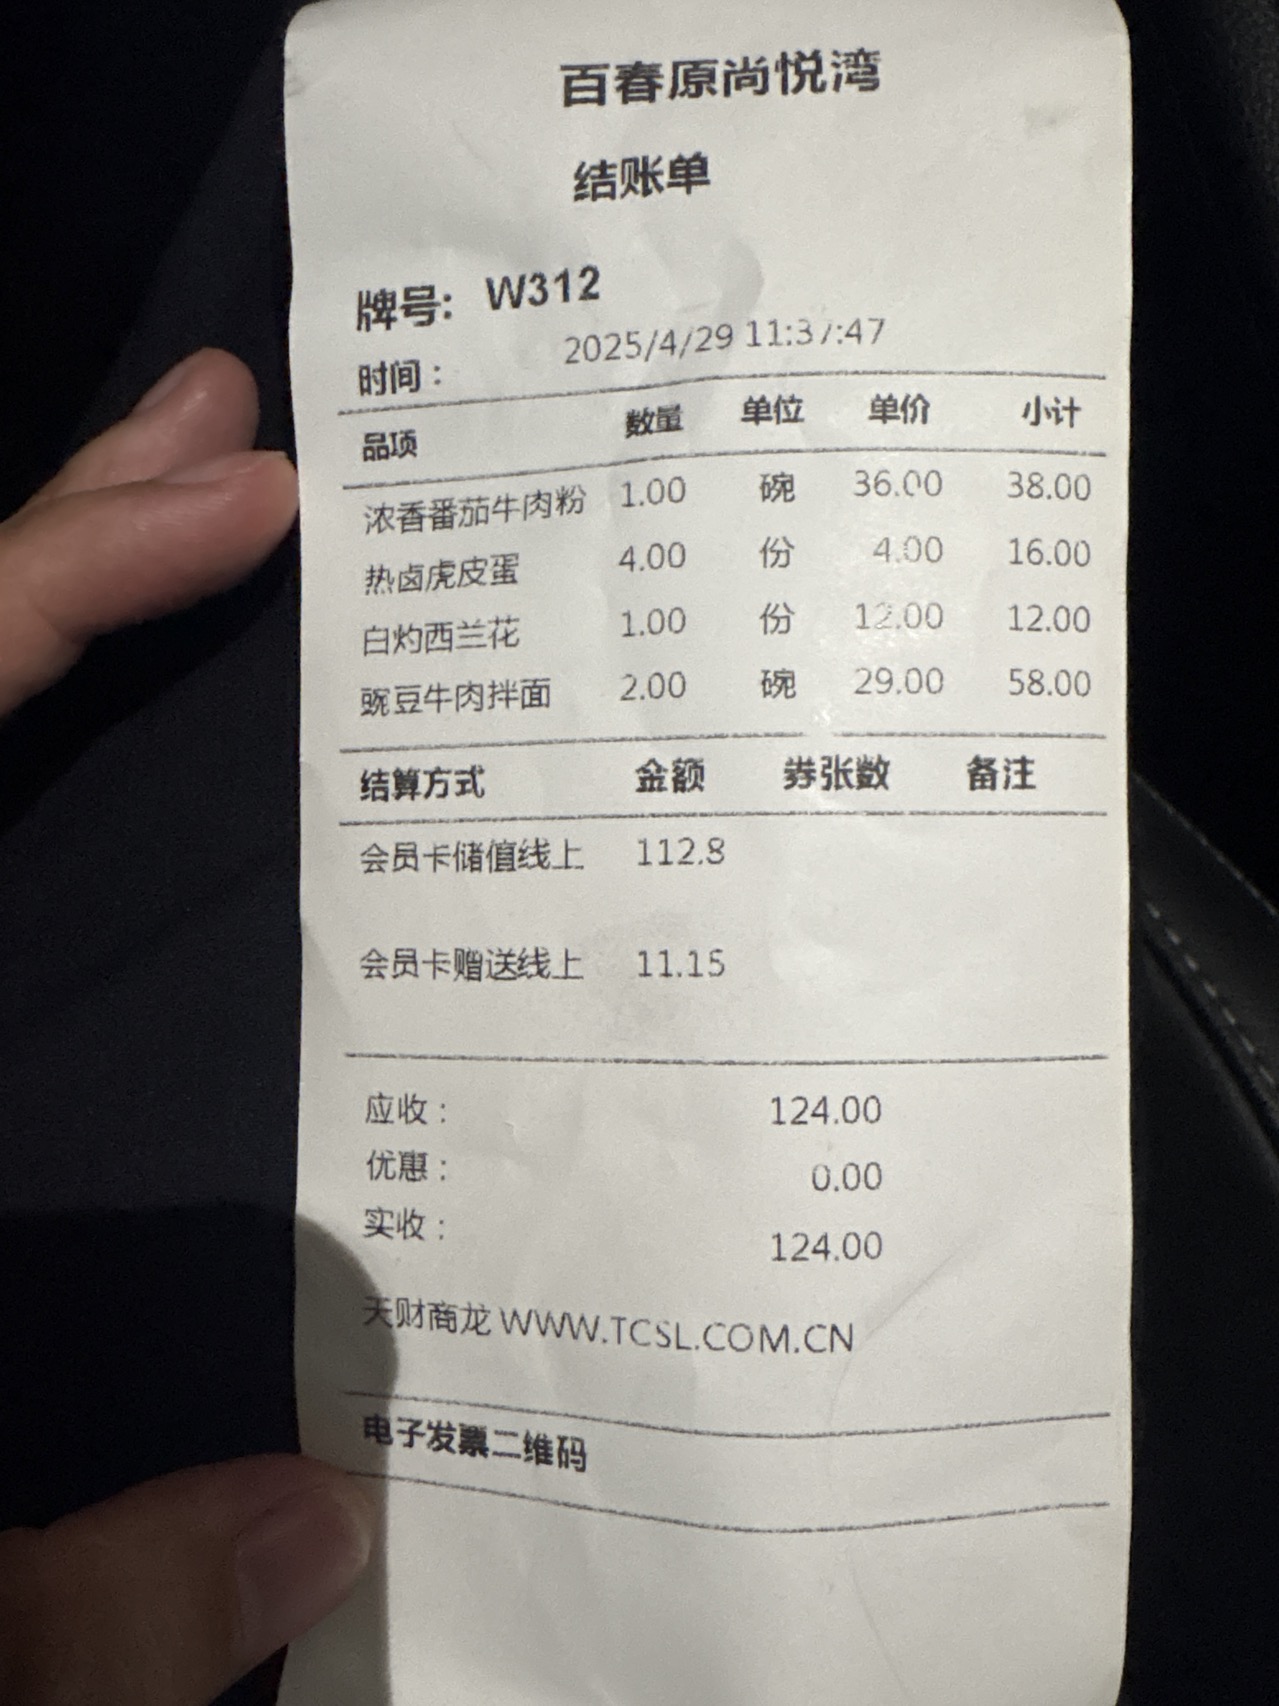 百春原尚悦湾
结账单
牌号: W312
时间： 2025/4/29 11:37:47
品项 数量 单位 单价 小计
浓香番茄牛肉粉 1.00 碗 36.00 38.00
热卤虎皮蛋 4.00 份 4.00 16.00
白灼西兰花 1.00 份 12.00 12.00
豌豆牛肉拌面 2.00 碗 29.00 58.00
结算方式 金额 券张数 备注
会员卡储值线上 112.8
会员卡赠送线上 11.15
应收： 124.00
优惠： 0.00
实收： 124.00
天财商龙 WWW.TCSL.COM.CN
电子发票二维码